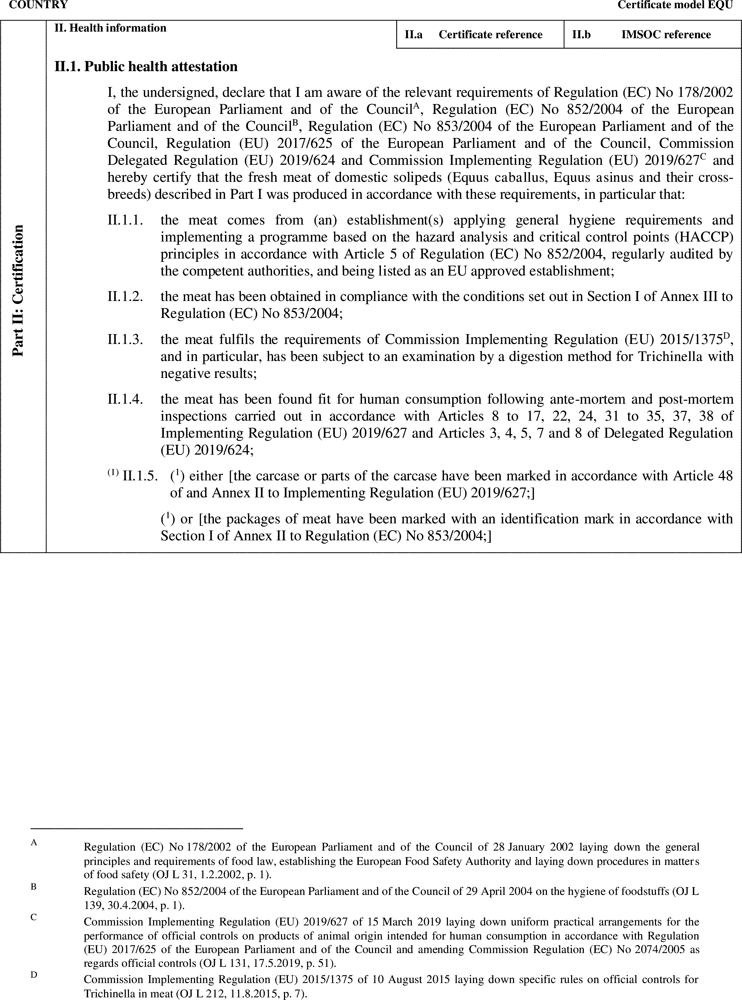 COUNTRY Certificate model EQU
II. Health information
II.a Certificate reference II.b IMSOC reference
II.1. Public health attestation
I, the undersigned, declare that I am aware of the relevant requirements of Regulation (EC) No 178/2002
of the European Parliament and of the Councilᴬ, Regulation (EC) No 852/2004 of the European
Parliament and of the Councilᴮ, Regulation (EC) No 853/2004 of the European Parliament and of the
Council, Regulation (EU) 2017/625 of the European Parliament and of the Council, Commission
Delegated Regulation (EU) 2019/624 and Commission Implementing Regulation (EU) 2019/627ᶜ and
hereby certify that the fresh meat of domestic solipeds (Equus caballus, Equus asinus and their cross-
breeds) described in Part I was produced in accordance with these requirements, in particular that:
II.1.1. the meat comes from (an) establishment(s) applying general hygiene requirements and
implementing a programme based on the hazard analysis and critical control points (HACCP)
principles in accordance with Article 5 of Regulation (EC) No 852/2004, regularly audited by
the competent authorities, and being listed as an EU approved establishment;
II.1.2. the meat has been obtained in compliance with the conditions set out in Section I of Annex III to
Regulation (EC) No 853/2004;
II.1.3. the meat fulfils the requirements of Commission Implementing Regulation (EU) 2015/1375ᴰ,
and in particular, has been subject to an examination by a digestion method for Trichinella with
negative results;
II.1.4. the meat has been found fit for human consumption following ante-mortem and post-mortem
inspections carried out in accordance with Articles 8 to 17, 22, 24, 31 to 35, 37, 38 of
Implementing Regulation (EU) 2019/627 and Articles 3, 4, 5, 7 and 8 of Delegated Regulation
(EU) 2019/624;
⁽¹⁾ II.1.5. (¹) either [the carcase or parts of the carcase have been marked in accordance with Article 48
of and Annex II to Implementing Regulation (EU) 2019/627;]
(¹) or [the packages of meat have been marked with an identification mark in accordance with
Section I of Annex II to Regulation (EC) No 853/2004;]
Part II: Certification
A Regulation (EC) No 178/2002 of the European Parliament and of the Council of 28 January 2002 laying down the general
principles and requirements of food law, establishing the European Food Safety Authority and laying down procedures in matters
of food safety (OJ L 31, 1.2.2002, p. 1).
B Regulation (EC) No 852/2004 of the European Parliament and of the Council of 29 April 2004 on the hygiene of foodstuffs (OJ L
139, 30.4.2004, p. 1).
C Commission Implementing Regulation (EU) 2019/627 of 15 March 2019 laying down uniform practical arrangements for the
performance of official controls on products of animal origin intended for human consumption in accordance with Regulation
(EU) 2017/625 of the European Parliament and of the Council and amending Commission Regulation (EC) No 2074/2005 as
regards official controls (OJ L 131, 17.5.2019, p. 51).
D Commission Implementing Regulation (EU) 2015/1375 of 10 August 2015 laying down specific rules on official controls for
Trichinella in meat (OJ L 212, 11.8.2015, p. 7).